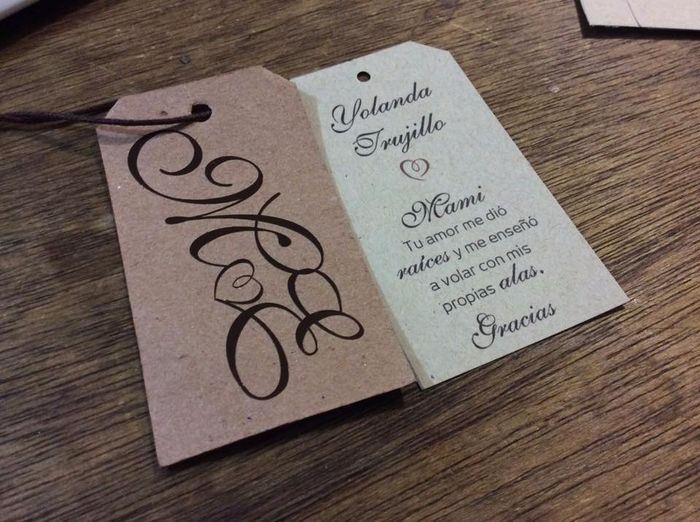 Yolanda
Trujillo
Mami
Tu amor me dió
raíces y me enseñó
a volar con mis
propias alas.
Gracias